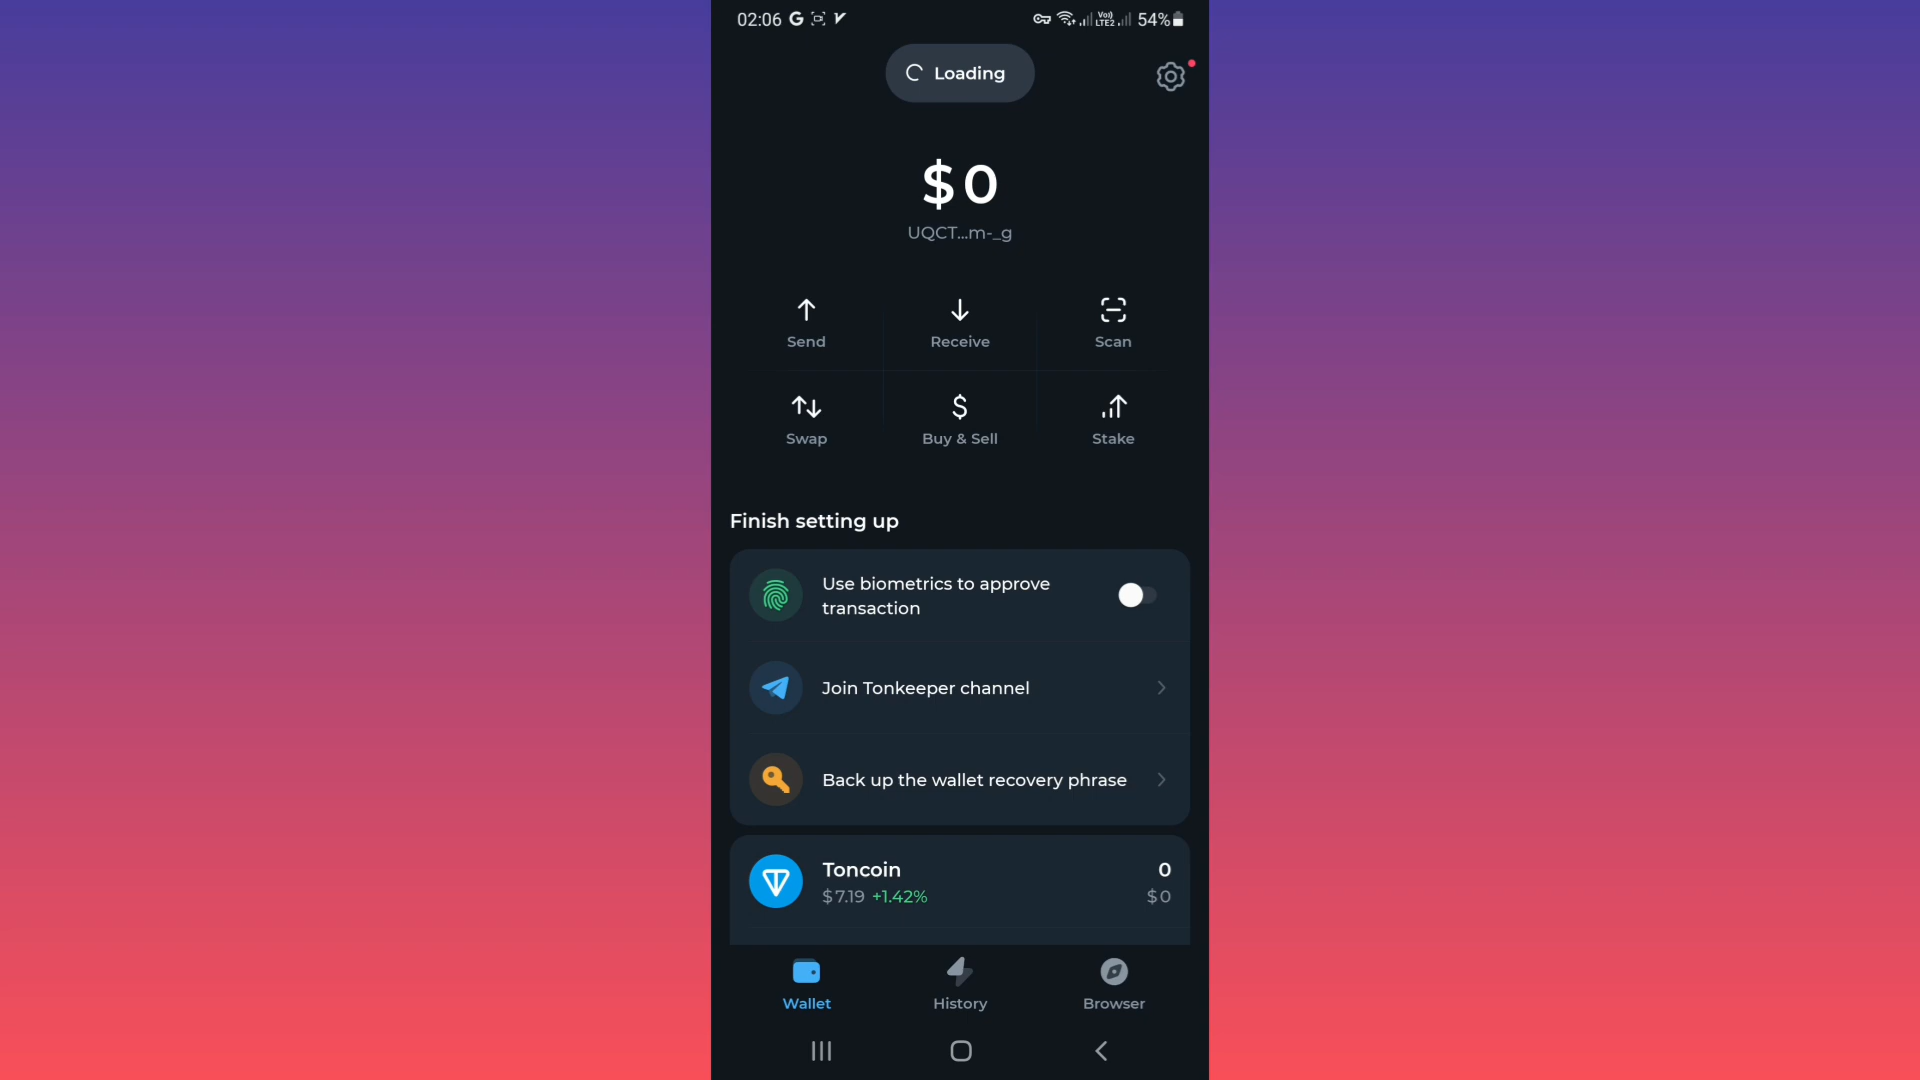 02:06 G
Vo)) LTE2 54%
Loading
$0
UQCT...m-_g
Send Receive Scan
Swap Buy & Sell Stake
Finish setting up
Use biometrics to approve
transaction
Join Tonkeeper channel
Back up the wallet recovery phrase
Toncoin 0
$7.19 +1.42% $0
Wallet History Browser